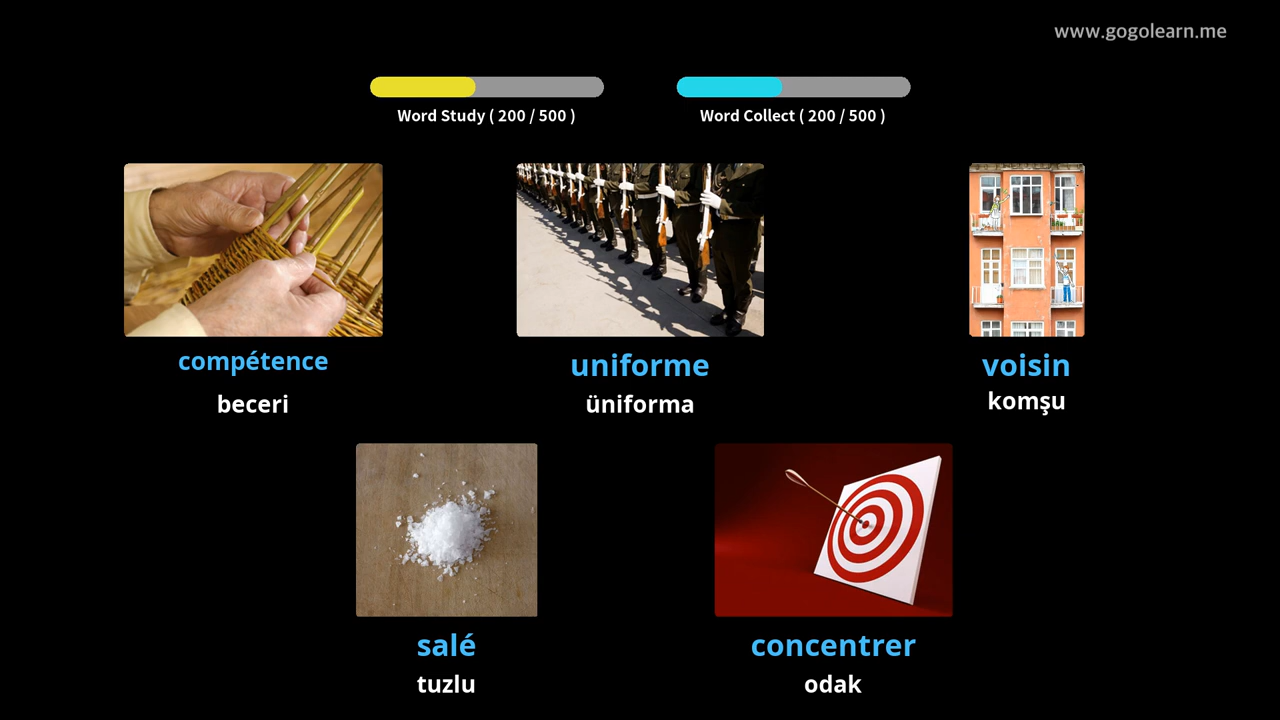 www.gogolearn.me
Word Study ( 200 / 500 )
Word Collect ( 200 / 500 )
compétence
beceri
uniforme
üniforma
voisin
komşu
salé
tuzlu
concentrer
odak